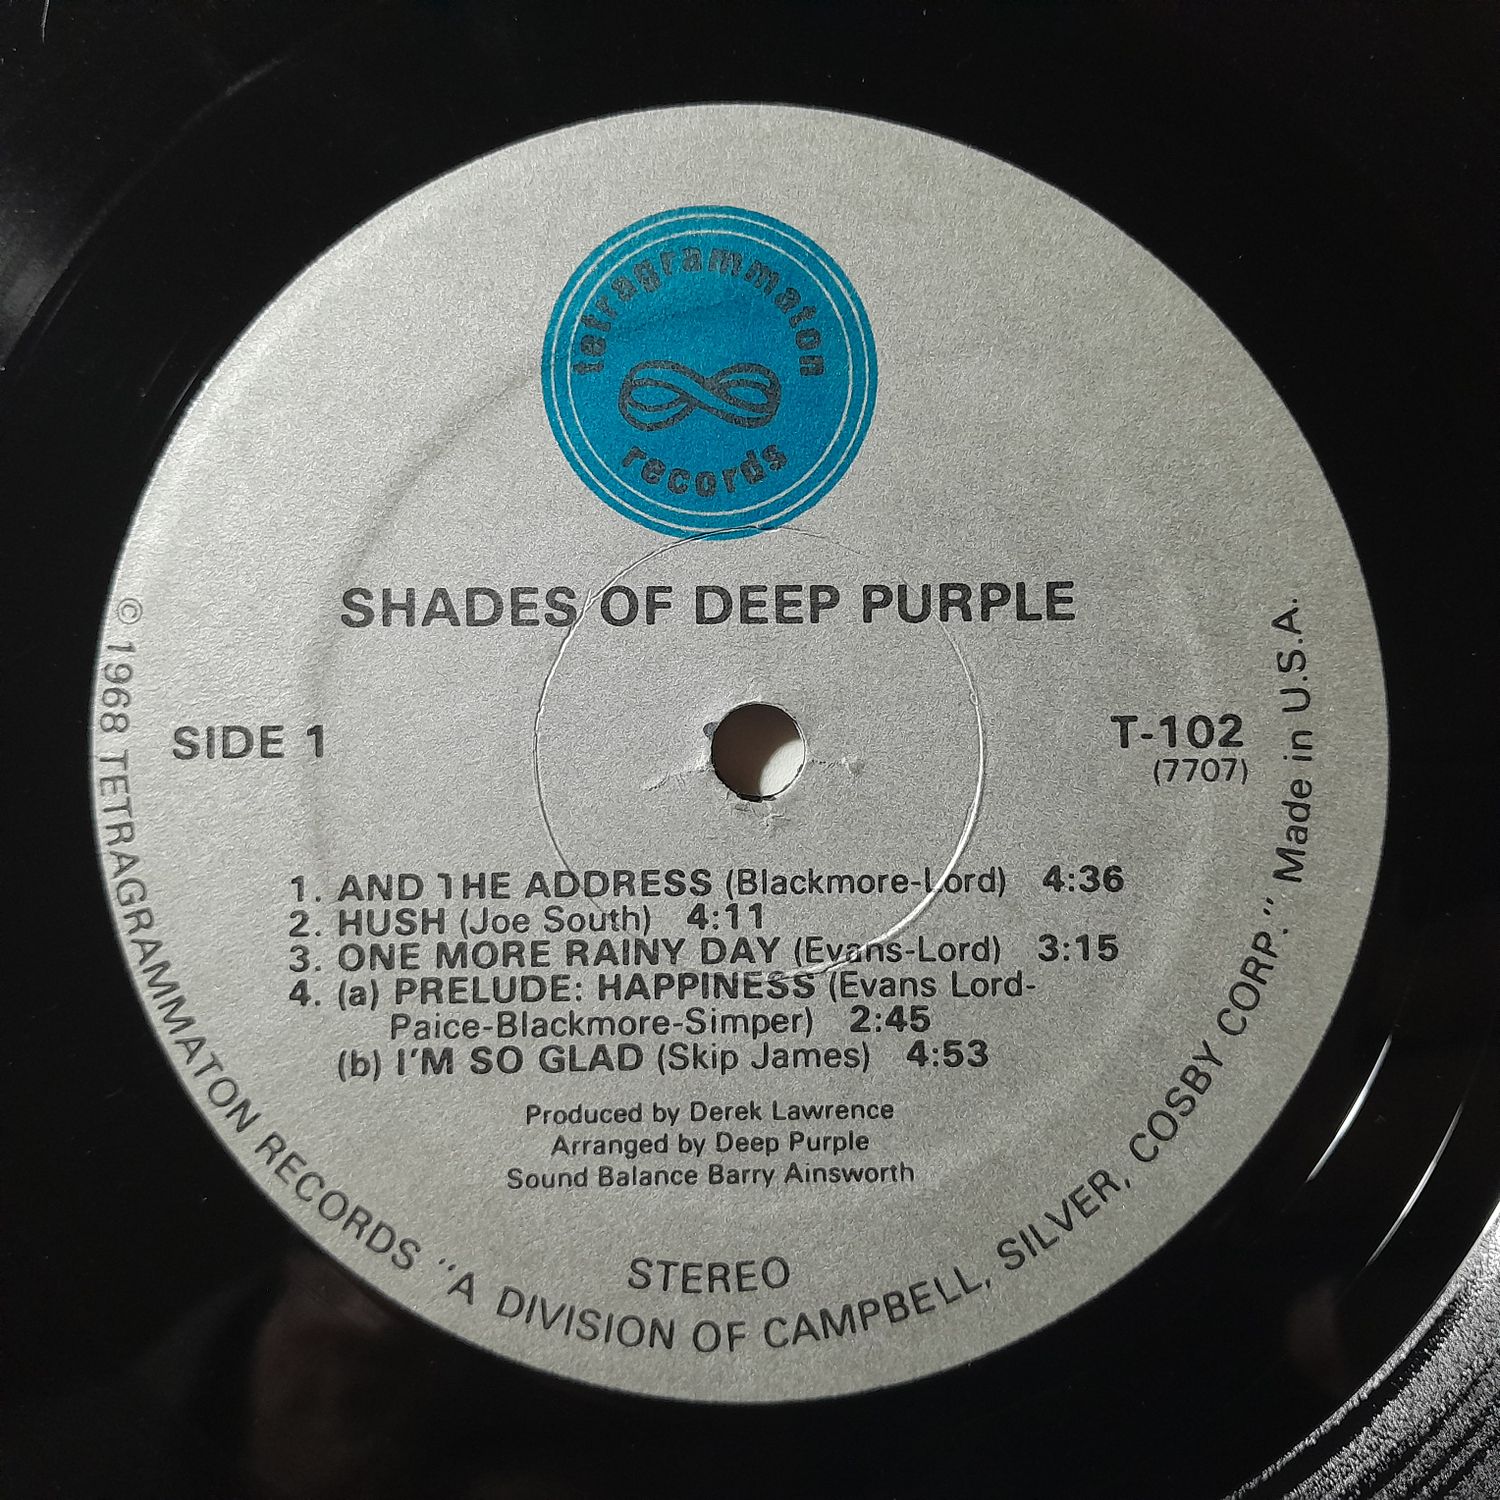 tetragrammaton
records
SHADES OF DEEP PURPLE
SIDE 1
T-102
(7707)
1. AND THE ADDRESS (Blackmore-Lord) 4:36
2. HUSH (Joe South) 4:11
3. ONE MORE RAINY DAY (Evans-Lord) 3:15
4. (a) PRELUDE: HAPPINESS (Evans Lord-
Paice-Blackmore-Simper) 2:45
(b) I'M SO GLAD (Skip James) 4:53
Produced by Derek Lawrence
Arranged by Deep Purple
Sound Balance Barry Ainsworth
STEREO
© 1968 TETRAGRAMMATON RECORDS "A DIVISION OF CAMPBELL, SILVER, COSBY CORP." Made in U.S.A.